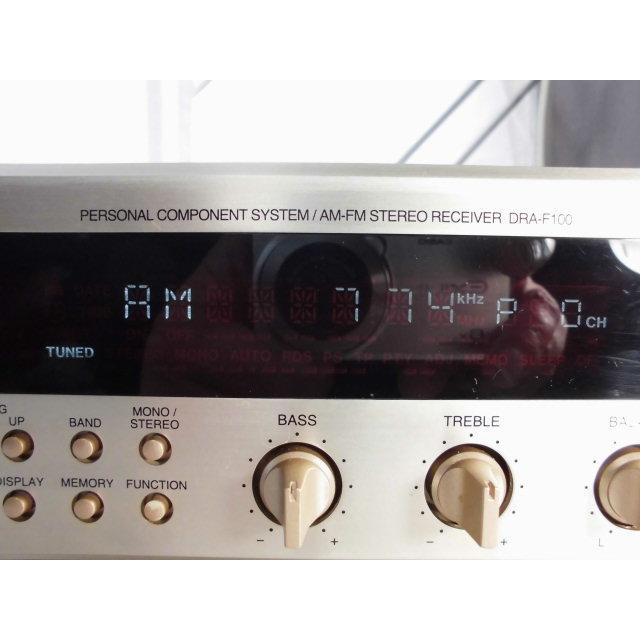 PERSONAL COMPONENT SYSTEM / AM-FM STEREO RECEIVER DRA-F100
AM 774 kHz P 0 CH
TUNED MONO AUTO RDS PS TP PTY MEMO
UP BAND MONO / STEREO BASS TREBLE
DISPLAY MEMORY FUNCTION
- + - + L